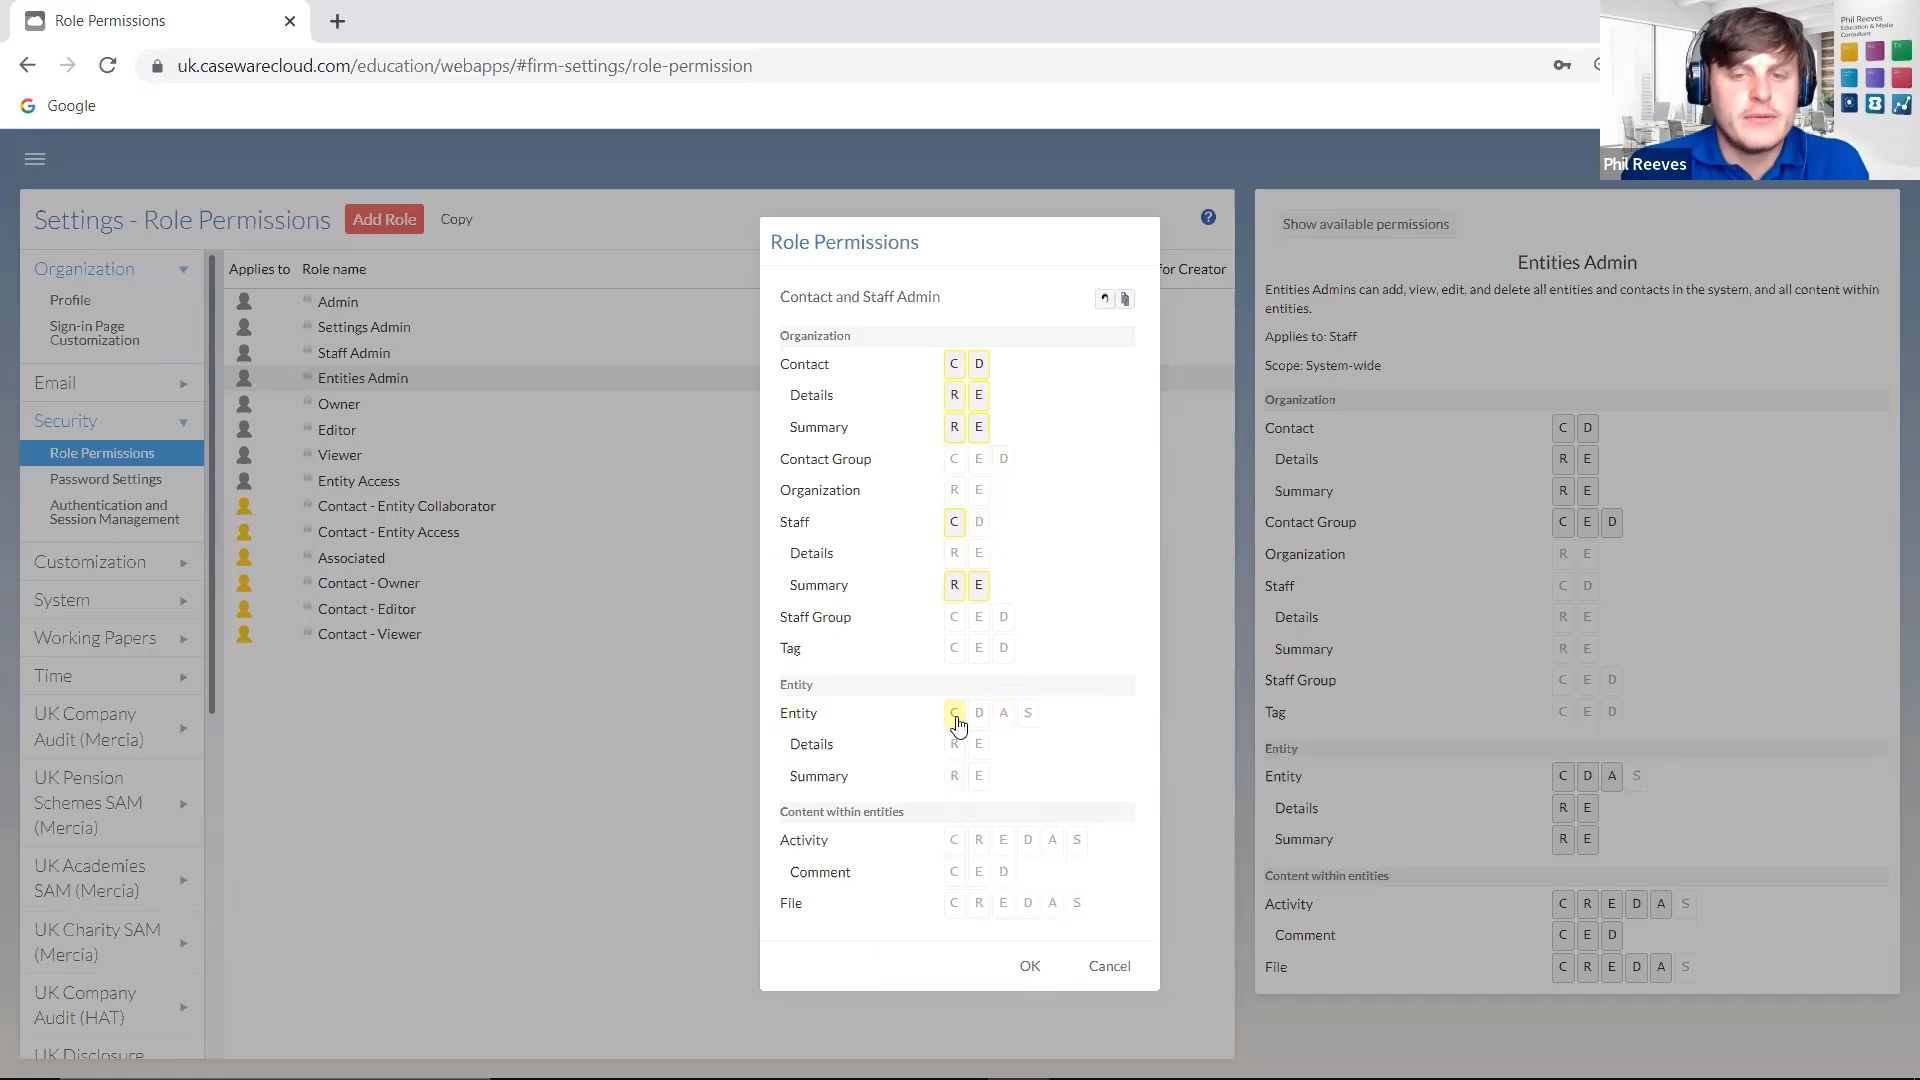 Role Permissions
uk.casewarecloud.com/education/webapps/#firm-settings/role-permission
Google
Phil Reeves
Education & Media
Consultant
Phil Reeves
Settings - Role Permissions
Add Role
Copy
Organization
Profile
Sign-in Page
Customization
Email
Security
Role Permissions
Password Settings
Authentication and
Session Management
Customization
System
Working Papers
Time
UK Company
Audit (Mercia)
UK Pension
Schemes SAM
(Mercia)
UK Academies
SAM (Mercia)
UK Charity SAM
(Mercia)
UK Company
Audit (HAT)
UK Disclosure
Applies to Role name
for Creator
Admin
Settings Admin
Staff Admin
Entities Admin
Owner
Editor
Viewer
Entity Access
Contact - Entity Collaborator
Contact - Entity Access
Associated
Contact - Owner
Contact - Editor
Contact - Viewer
Role Permissions
Contact and Staff Admin
Organization
Contact C D
Details R E
Summary R E
Contact Group C E D
Organization R E
Staff C D
Details R E
Summary R E
Staff Group C E D
Tag C E D
Entity
Entity C D A S
Details R E
Summary R E
Content within entities
Activity C R E D A S
Comment C E D
File C R E D A S
OK Cancel
Show available permissions
Entities Admin
Entities Admins can add, view, edit, and delete all entities and contacts in the system, and all content within
entities.
Applies to: Staff
Scope: System-wide
Organization
Contact C D
Details R E
Summary R E
Contact Group C E D
Organization R E
Staff C D
Details R E
Summary R E
Staff Group C E D
Tag C E D
Entity
Entity C D A S
Details R E
Summary R E
Content within entities
Activity C R E D A S
Comment C E D
File C R E D A S